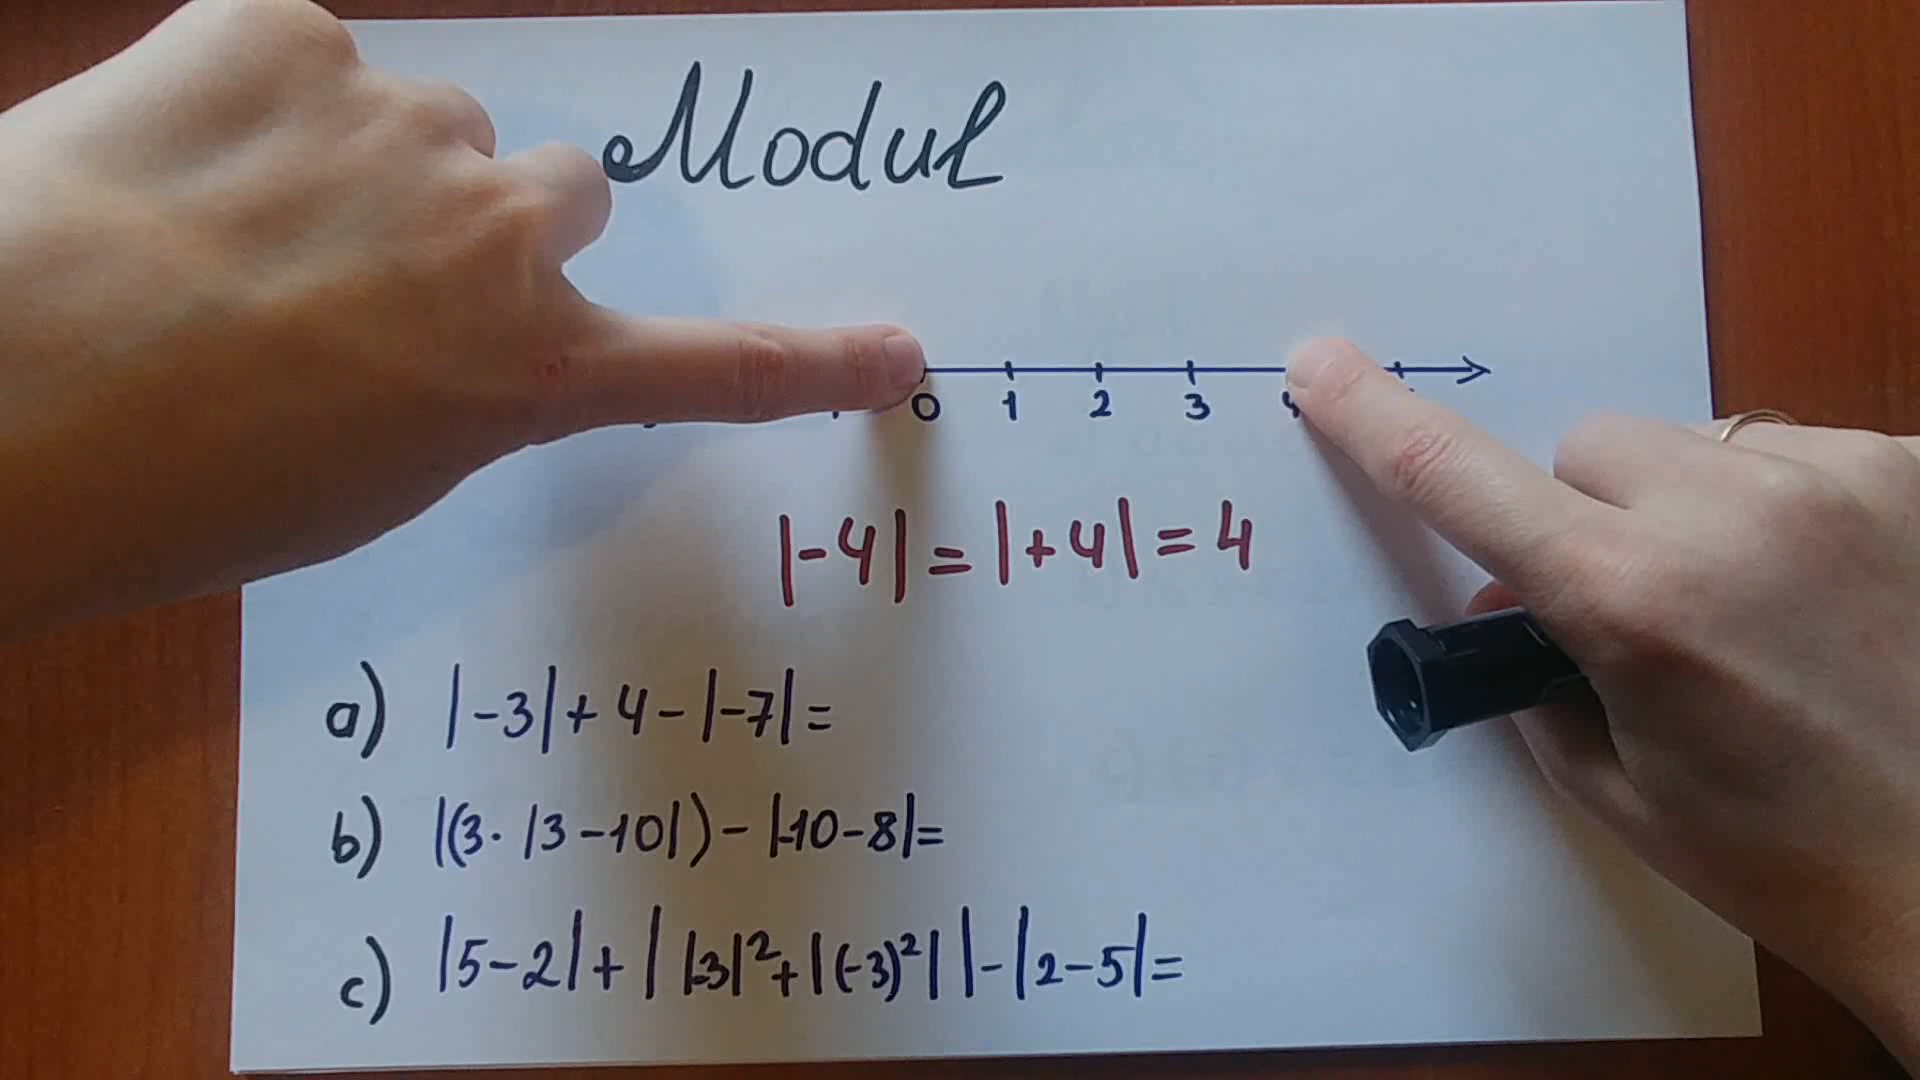 Modul
0 1 2 3 4
|-4| = |+4| = 4
a) |-3| + 4 - |-7| =
b) |(3 · |3 - 10|) - |-10 - 8| =
c) |5 - 2| + | |-3|² + |(-3)²| | - |2 - 5| =